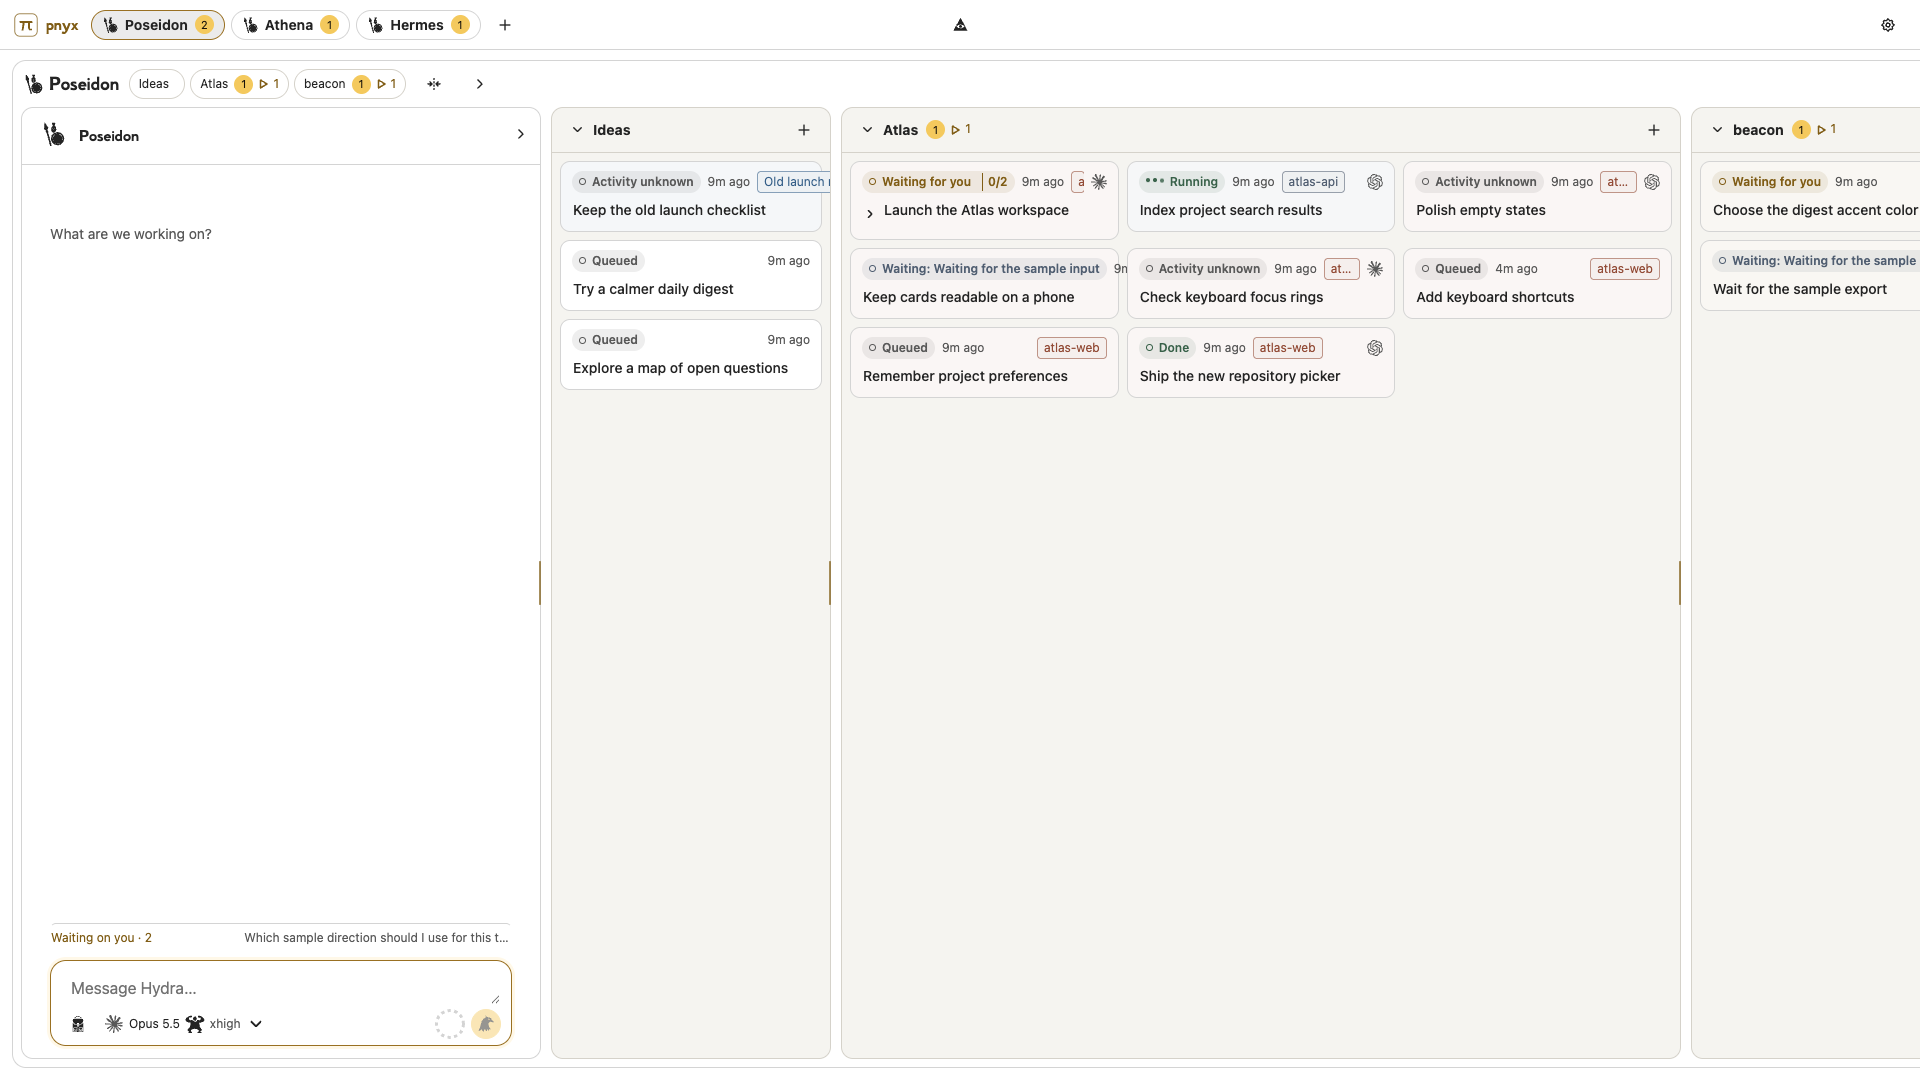 pnyx Poseidon 2 Athena 1 Hermes 1
Poseidon Ideas Atlas 1 1 beacon 1 1
Poseidon
What are we working on?
Waiting on you · 2 Which sample direction should I use for this t...
Message Hydra...
Opus 5.5 xhigh
Ideas
Activity unknown 9m ago Old launch
Keep the old launch checklist
Queued 9m ago
Try a calmer daily digest
Queued 9m ago
Explore a map of open questions
Atlas 1 1
Waiting for you 0/2 9m ago a
Launch the Atlas workspace
Running 9m ago atlas-api
Index project search results
Activity unknown 9m ago at...
Polish empty states
Waiting: Waiting for the sample input 9m
Keep cards readable on a phone
Activity unknown 9m ago at...
Check keyboard focus rings
Queued 4m ago atlas-web
Add keyboard shortcuts
Queued 9m ago atlas-web
Remember project preferences
Done 9m ago atlas-web
Ship the new repository picker
beacon 1 1
Waiting for you 9m ago
Choose the digest accent color
Waiting: Waiting for the sample
Wait for the sample export